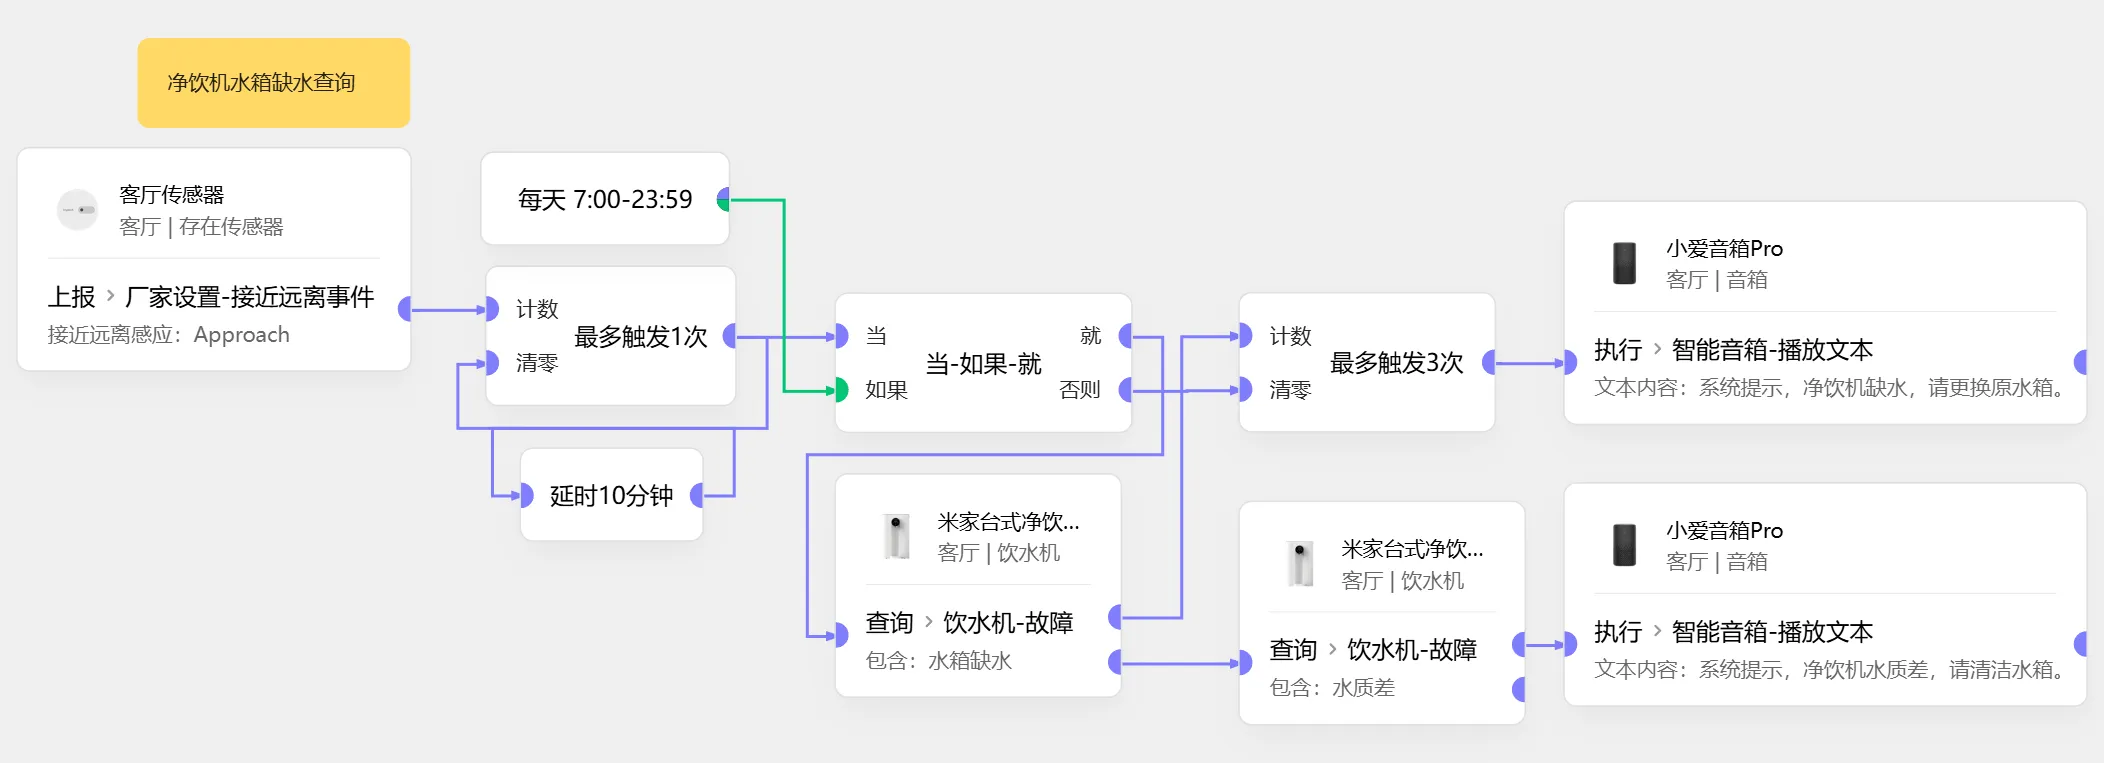 净饮机水箱缺水查询
客厅传感器
客厅 | 存在传感器
上报 › 厂家设置-接近远离事件
接近远离感应：Approach
每天 7:00-23:59
计数
最多触发1次
清零
延时10分钟
当
就
当-如果-就
如果
否则
米家台式净饮...
客厅 | 饮水机
查询 › 饮水机-故障
包含：水箱缺水
计数
最多触发3次
清零
米家台式净饮...
客厅 | 饮水机
查询 › 饮水机-故障
包含：水质差
小爱音箱Pro
客厅 | 音箱
执行 › 智能音箱-播放文本
文本内容：系统提示，净饮机缺水，请更换原水箱。
小爱音箱Pro
客厅 | 音箱
执行 › 智能音箱-播放文本
文本内容：系统提示，净饮机水质差，请清洁水箱。